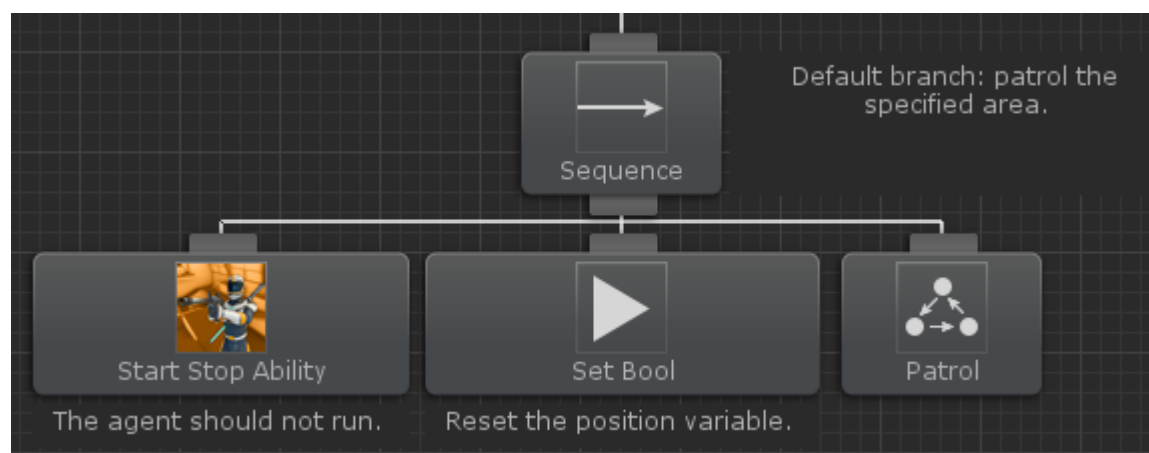 Default branch: patrol the
specified area.
Sequence
Start Stop Ability
Set Bool
Patrol
The agent should not run.
Reset the position variable.